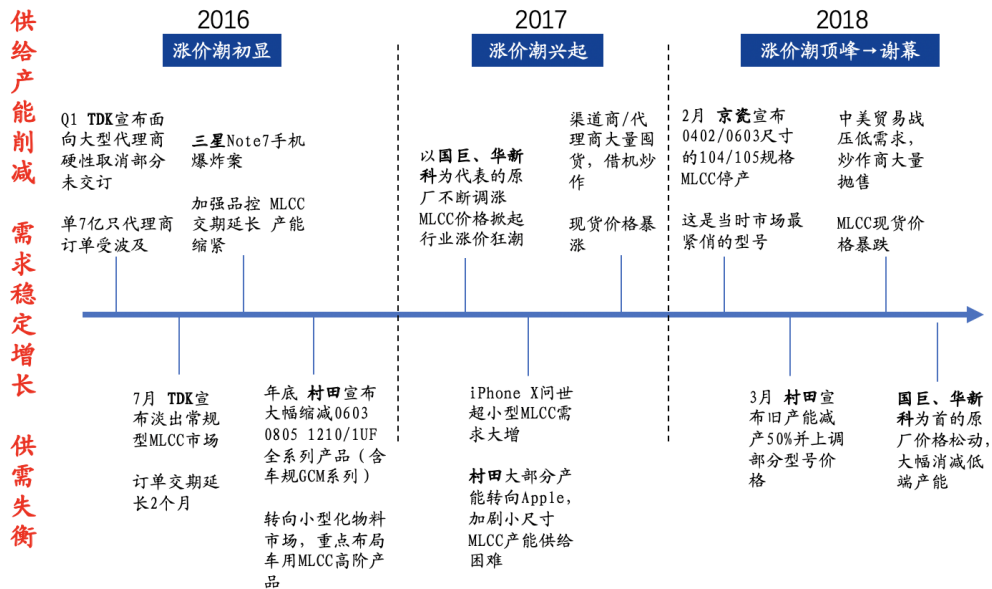 供给产能削减
需求稳定增长
供需失衡
2016
涨价潮初显
Q1 TDK宣布面
向大型代理商
硬性取消部分
未交订
单7亿只代理商
订单受波及
三星Note7手机
爆炸案
加强品控 MLCC
交期延长 产能
缩紧
7月 TDK宣
布淡出常规
型MLCC市场
订单交期延
长2个月
年底 村田宣布
大幅缩减0603
0805 1210/1UF
全系列产品（含
车规GCM系列）
转向小型化物料
市场，重点布局
车用MLCC高阶产
品
2017
涨价潮兴起
以国巨、华新
科为代表的原
厂不断调涨
MLCC价格掀起
行业涨价狂潮
渠道商/代
理商大量囤
货，借机炒
作
现货价格暴
涨
iPhone X问世
超小型MLCC需
求大增
村田大部分产
能转向Apple，
加剧小尺寸
MLCC产能供给
困难
2018
涨价潮顶峰→谢幕
2月 京瓷宣布
0402/0603尺寸
的104/105规格
MLCC停产
这是当时市场最
紧俏的型号
中美贸易战
压低需求，
炒作商大量
抛售
MLCC现货价
格暴跌
3月 村田宣
布旧产能减
产50%并上调
部分型号价
格
国巨、华新
科为首的原
厂价格松动，
大幅消减低
端产能